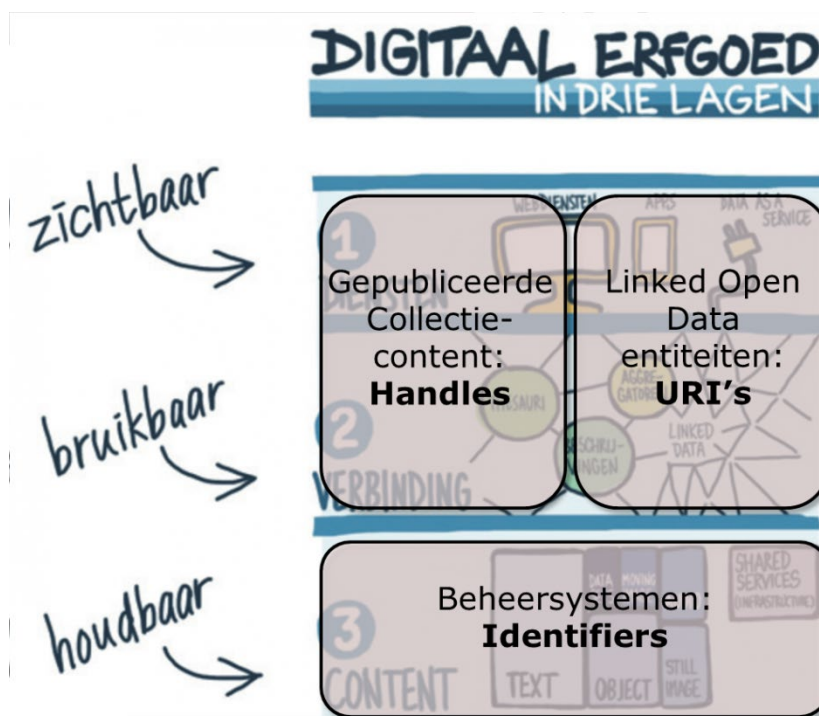 DIGITAAL ERFGOED
IN DRIE LAGEN
zichtbaar
WEBDIENSTEN
APPS
DATA AS A
SERVICE
1
DIENSTEN
Gepubliceerde
Collectie-
content:
Handles
Linked Open
Data
entiteiten:
URI's
bruikbaar
2
VERBINDING
THESAURI
AGGRE-
GATOREN
BESCHRIJ-
VINGEN
LINKED
DATA
houdbaar
3
CONTENT
Beheersystemen:
Identifiers
TEXT
DATA
MOVING
OBJECT
STILL
IMAGE
SHARED
SERVICES
(INFRASTRUCTURE)